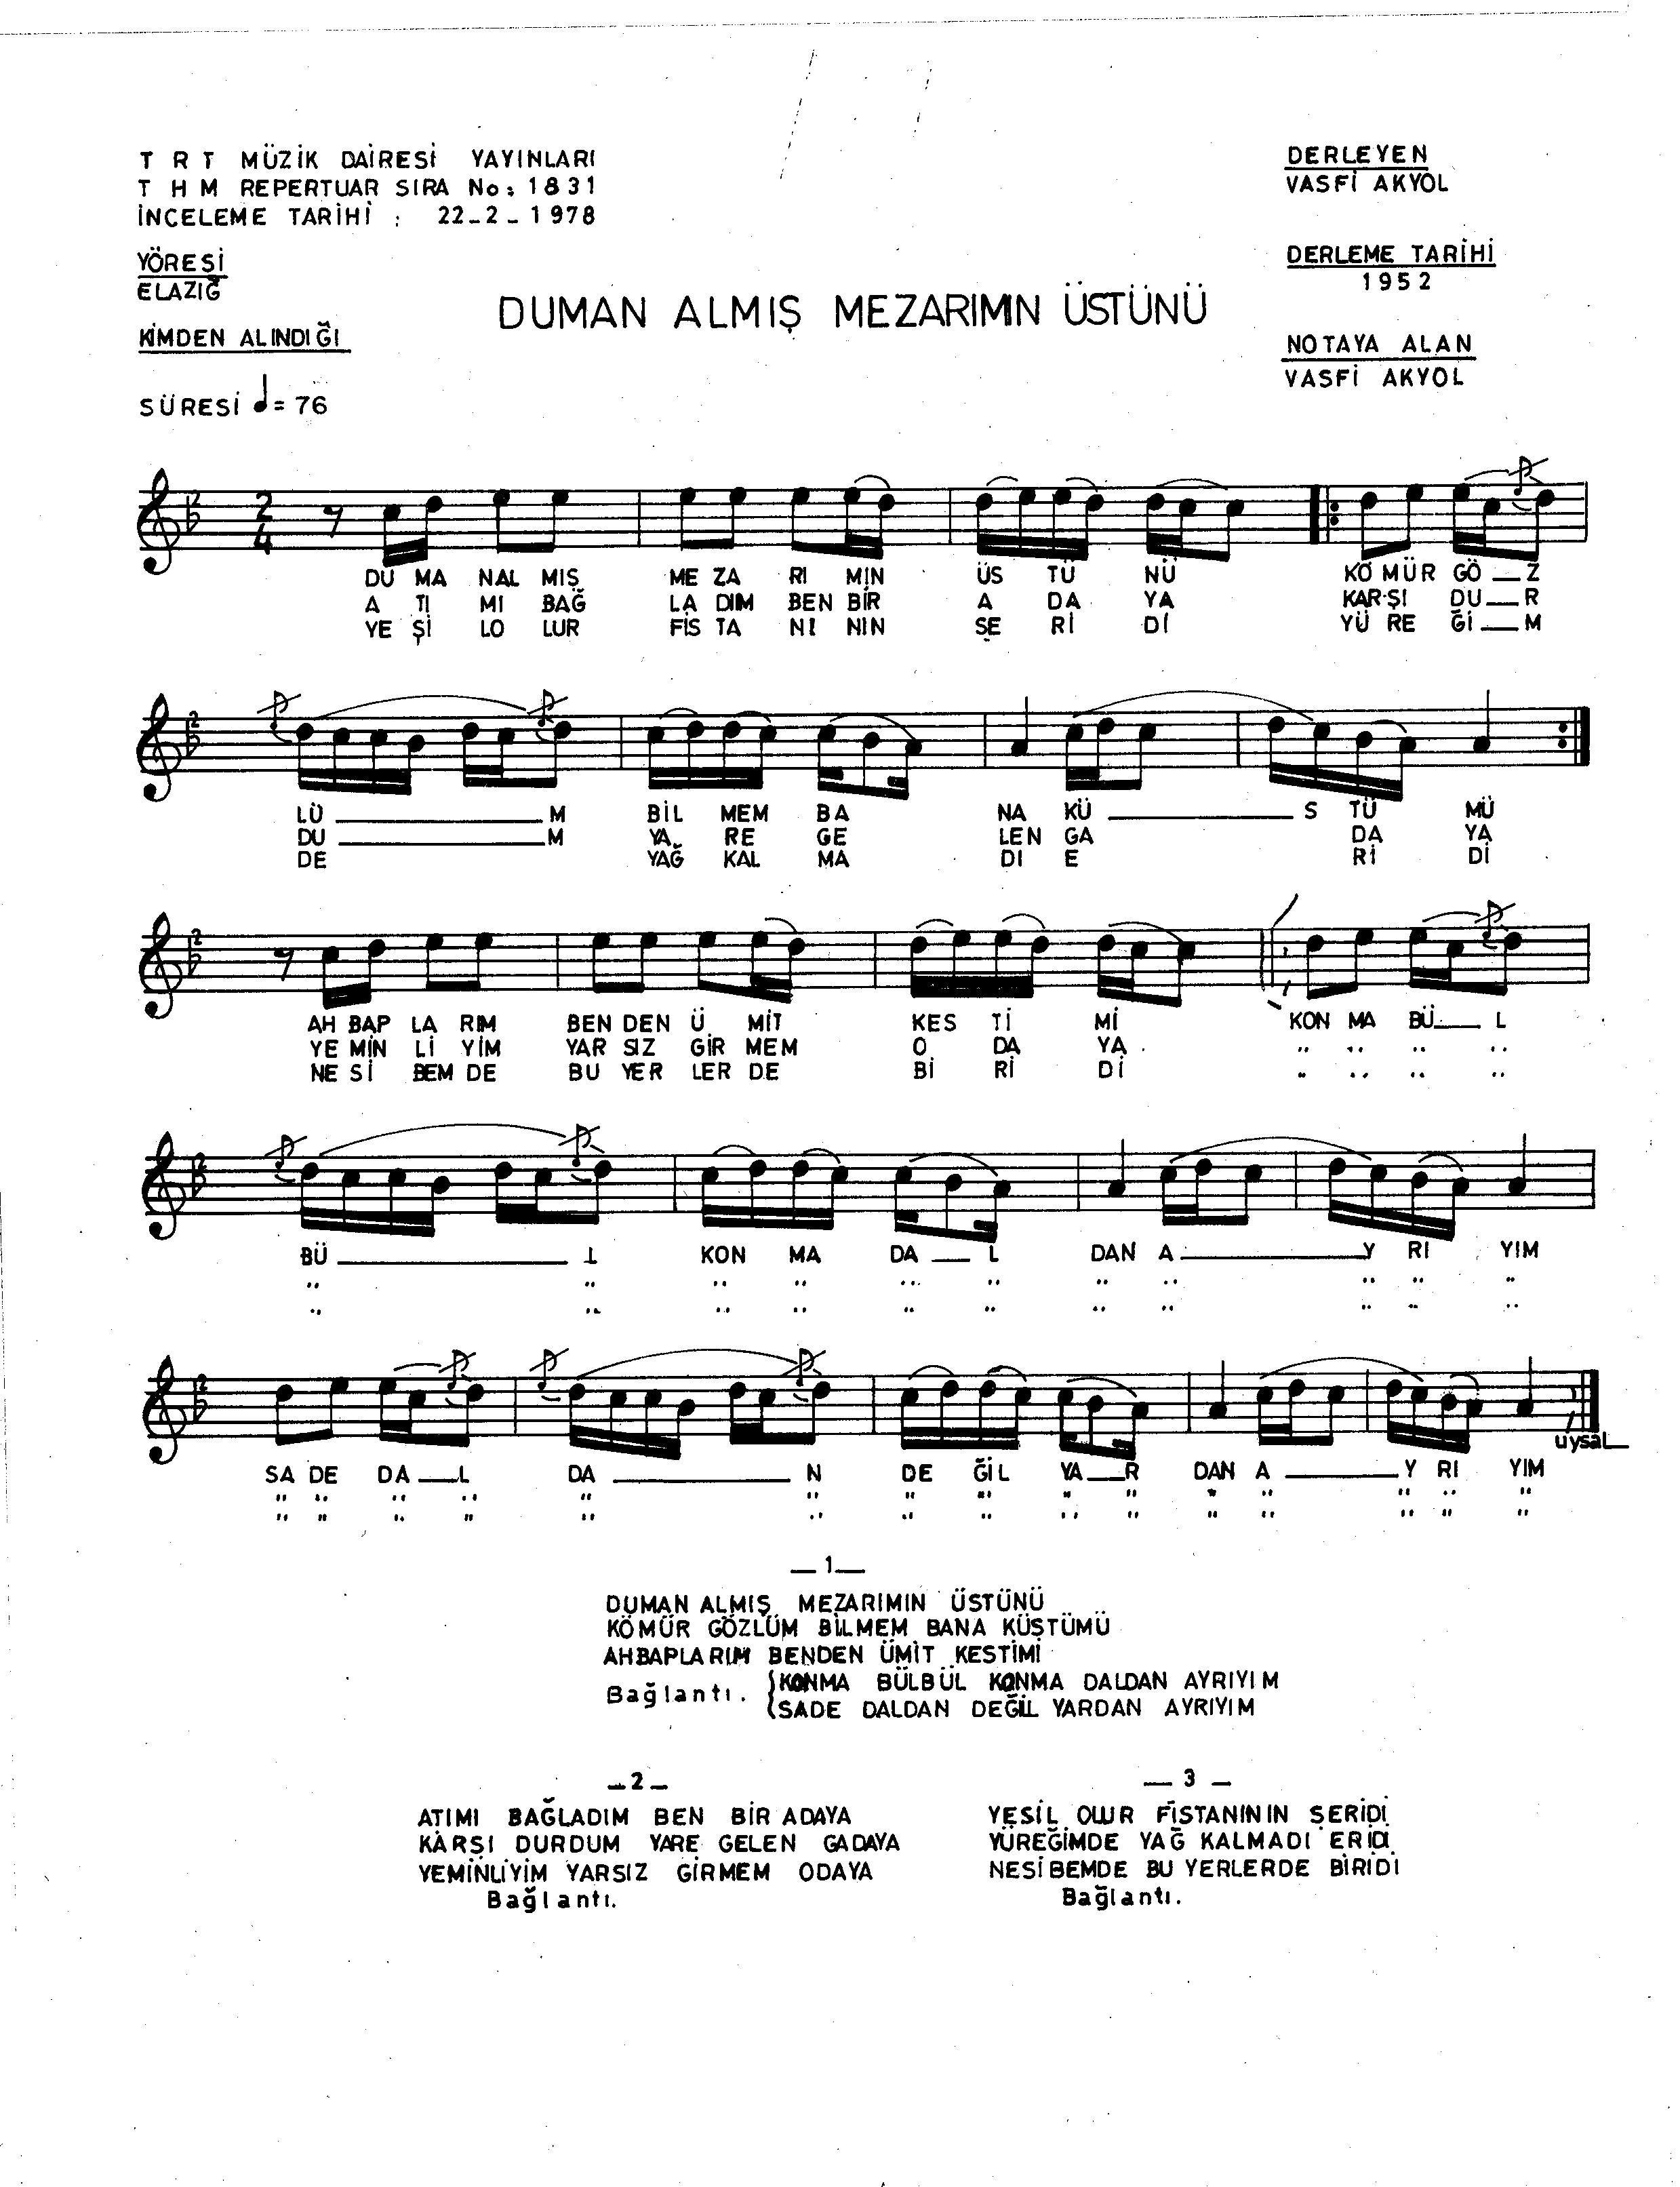 T R T MÜZİK DAİRESİ YAYINLARI
T H M REPERTUAR SIRA No: 1831
İNCELEME TARİHİ : 22_2_1978
DERLEYEN
VASFİ AKYOL
YÖRESİ
ELAZIĞ
DERLEME TARİHİ
1952
DUMAN ALMIŞ MEZARIMIN ÜSTÜNÜ
KİMDEN ALINDIĞI
NOTAYA ALAN
VASFİ AKYOL
SÜRESİ ♩= 76
2
4
DU MA NAL MIŞ ME ZA RI MIN ÜS TÜ NÜ KÖ MÜR GÖ _ Z
A TI MI BAĞ LA DIM BEN BİR A DA YA KAR ŞI DU _ R
YE Şİ LO LUR FİS TA NI NIN ŞE Rİ Dİ YÜ RE Ğİ _ M
2
LÜ _ M BİL MEM BA NA KÜ _ S TÜ MÜ
DU _ M YA RE GE LEN GA DA YA
DE YAĞ KAL MA DI E Rİ Dİ
2
AH BAP LA RIM BEN DEN Ü MİT KES Tİ Mİ KON MA BÜ _ L
YE MİN Lİ YİM YAR SIZ GİR MEM O DA YA " " " "
NE Sİ BEM DE BU YER LER DE Bİ Rİ Dİ " " " "
2
BÜ _ L KON MA DA _ L DAN A _ Y RI YIM
" " " " " " " " " " "
" " " " " " " " " " "
2
uysal
SA DE DA _ L DA _ N DE ĞİL YA _ R DAN A _ Y RI YIM
" " " " " " " " " " " " " " "
" " " " " " " " " " " " " " "
_ 1 _
DUMAN ALMIŞ MEZARIMIN ÜSTÜNÜ
KÖMÜR GÖZLÜM BİLMEM BANA KÜSTÜMÜ
AHBAPLARIM BENDEN ÜMİT KESTİMİ
Bağlantı. {KONMA BÜLBÜL KONMA DALDAN AYRIYIM
SADE DALDAN DEĞİL YARDAN AYRIYIM
_ 2 _
ATIMI BAĞLADIM BEN BİR ADAYA
KARŞI DURDUM YARE GELEN GADAYA
YEMİNLİYİM YARSIZ GİRMEM ODAYA
Bağlantı.
_ 3 _
YEŞİL OLUR FİSTANININ ŞERİDİ
YÜREĞİMDE YAĞ KALMADI ERİDİ
NESİBEMDE BU YERLERDE BİRİDİ
Bağlantı.